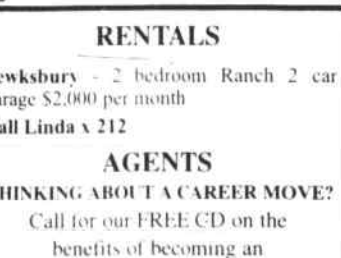 RENTALS
ewksbury - 2 bedroom Ranch 2 car
arage $2,000 per month
all Linda x 212
AGENTS
HINKING ABOUT A CAREER MOVE?
Call for our FREE CD on the
benefits of becoming an